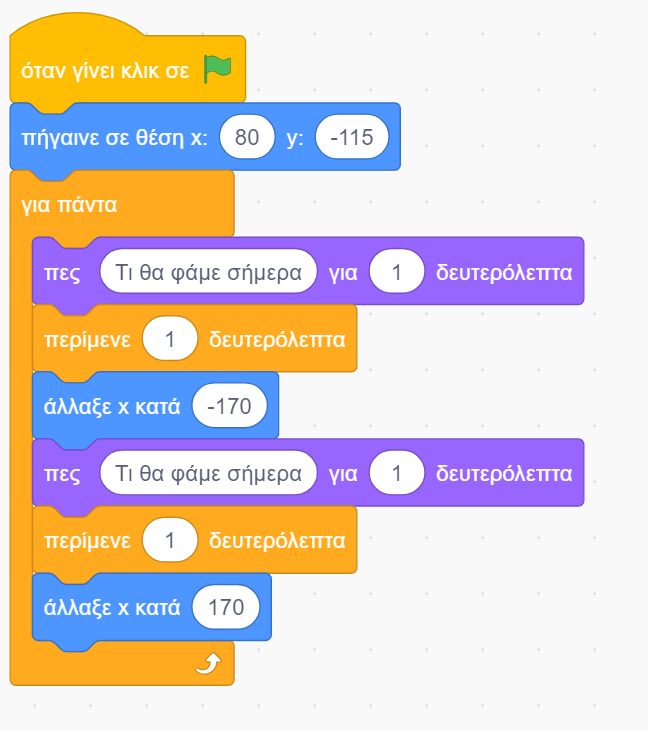 όταν γίνει κλικ σε
πήγαινε σε θέση x: 80 y: -115
για πάντα
πες Τι θα φάμε σήμερα για 1 δευτερόλεπτα
περίμενε 1 δευτερόλεπτα
άλλαξε x κατά -170
πες Τι θα φάμε σήμερα για 1 δευτερόλεπτα
περίμενε 1 δευτερόλεπτα
άλλαξε x κατά 170